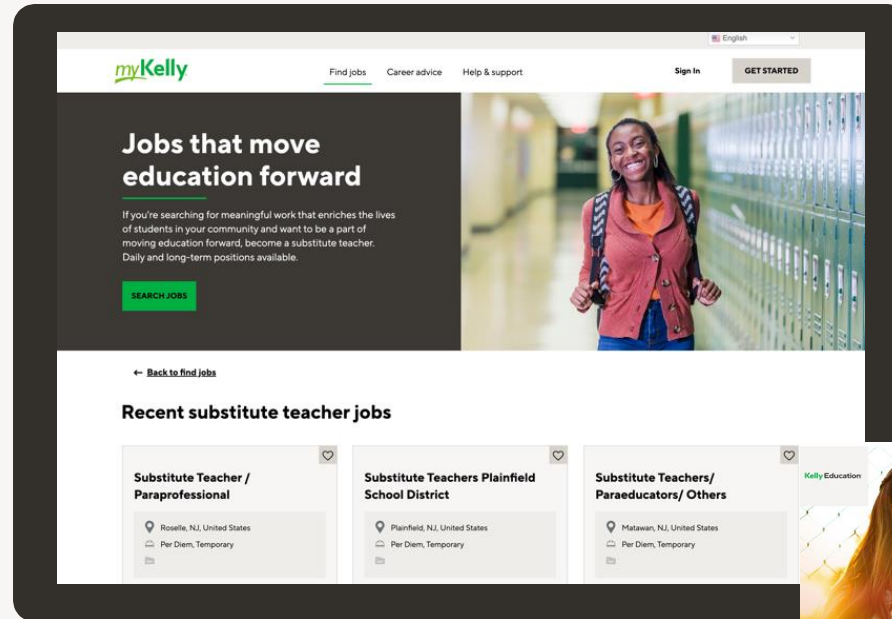 English
myKelly
Find jobs
Career advice
Help & support
Sign In
GET STARTED
Jobs that move
education forward
If you're searching for meaningful work that enriches the lives
of students in your community and want to be a part of
moving education forward, become a substitute teacher.
Daily and long-term positions available.
SEARCH JOBS
← Back to find jobs
Recent substitute teacher jobs
Substitute Teacher /
Paraprofessional
Roselle, NJ, United States
Per Diem, Temporary
Substitute Teachers Plainfield
School District
Plainfield, NJ, United States
Per Diem, Temporary
Substitute Teachers/
Paraeducators/ Others
Matawan, NJ, United States
Per Diem, Temporary
Kelly Education